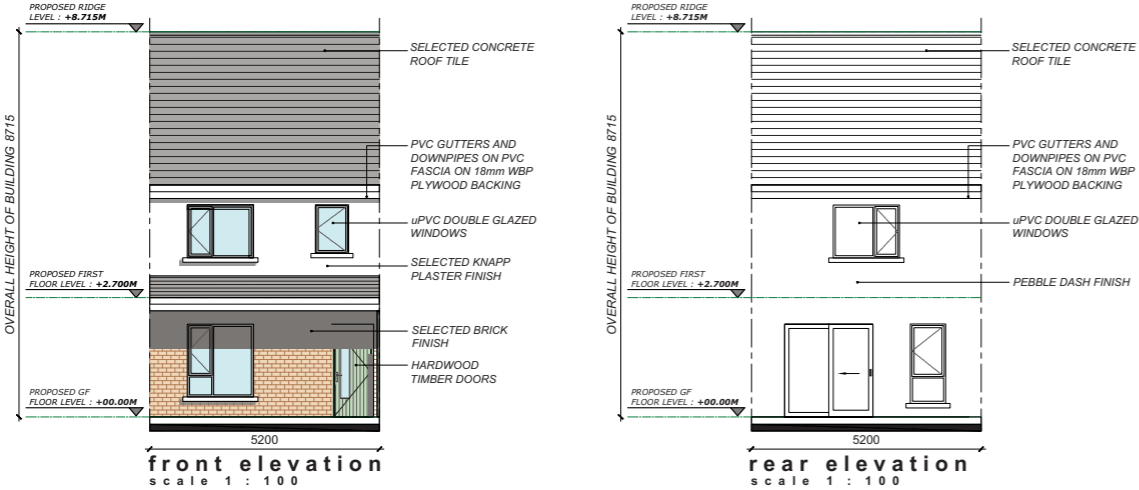 PROPOSED RIDGE
LEVEL : +8.715M
SELECTED CONCRETE
ROOF TILE
OVERALL HEIGHT OF BUILDING 8715
PVC GUTTERS AND
DOWNPIPES ON PVC
FASCIA ON 18mm WBP
PLYWOOD BACKING
uPVC DOUBLE GLAZED
WINDOWS
SELECTED KNAPP
PLASTER FINISH
PROPOSED FIRST
FLOOR LEVEL : +2.700M
SELECTED BRICK
FINISH
HARDWOOD
TIMBER DOORS
PROPOSED GF
FLOOR LEVEL : +00.00M
5200
front elevation
scale 1 : 100
PROPOSED RIDGE
LEVEL : +8.715M
SELECTED CONCRETE
ROOF TILE
OVERALL HEIGHT OF BUILDING 8715
PVC GUTTERS AND
DOWNPIPES ON PVC
FASCIA ON 18mm WBP
PLYWOOD BACKING
uPVC DOUBLE GLAZED
WINDOWS
PROPOSED FIRST
FLOOR LEVEL : +2.700M
PEBBLE DASH FINISH
PROPOSED GF
FLOOR LEVEL : +00.00M
5200
rear elevation
scale 1 : 100